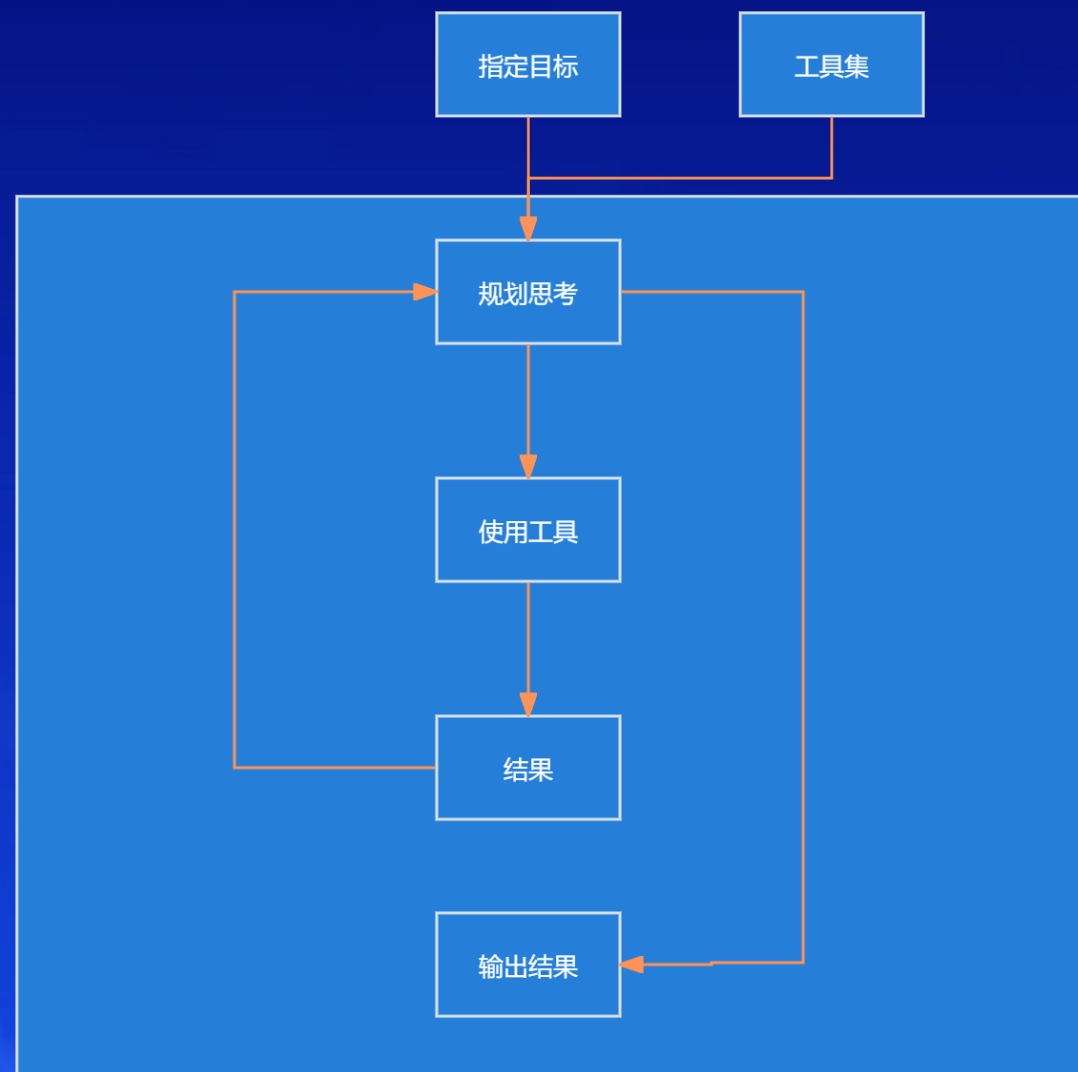 指定目标
工具集
规划思考
使用工具
结果
输出结果